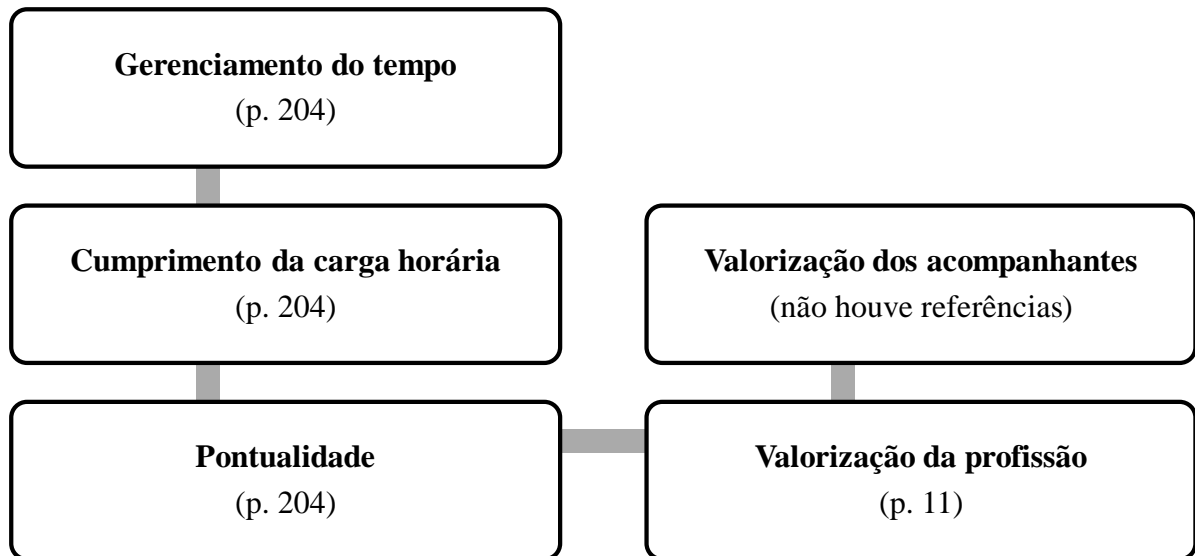 Gerenciamento do tempo
(p. 204)
Cumprimento da carga horária
(p. 204)
Pontualidade
(p. 204)
Valorização da profissão
(p. 11)
Valorização dos acompanhantes
(não houve referências)